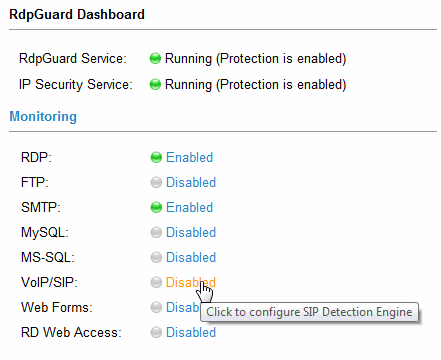 RdpGuard Dashboard
RdpGuard Service: Running (Protection is enabled)
IP Security Service: Running (Protection is enabled)
Monitoring
RDP: Enabled
FTP: Disabled
SMTP: Enabled
MySQL: Disabled
MS-SQL: Disabled
VoIP/SIP: Disabled
Click to configure SIP Detection Engine
Web Forms: Disab
RD Web Access: Disabled